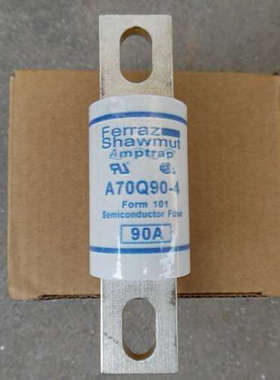 Ferraz
Shawmut
Amptrap
A70Q90-4
Form 101
Semiconductor Fuse
90A